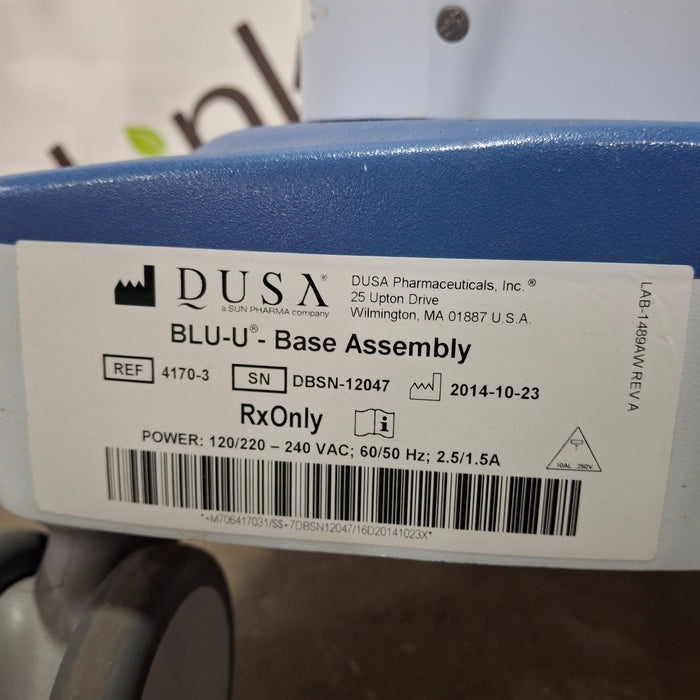 DUSA®
a SUN PHARMA company
DUSA Pharmaceuticals, Inc.®
25 Upton Drive
Wilmington, MA 01887 U.S.A.
BLU-U®- Base Assembly
REF 4170-3 SN DBSN-12047 2014-10-23
RxOnly i
POWER: 120/220 – 240 VAC; 60/50 Hz; 2.5/1.5A
10AL 250V
*+M706417031/$$+7DBSN12047/16D20141023X*
LAB-1489AW REV A